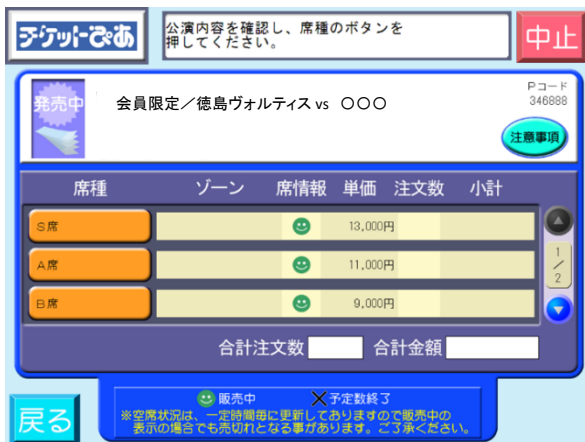 チケットぴあ
公演内容を確認し、席種のボタンを
押してください。
中止
発売中
会員限定／徳島ヴォルティス vs 〇〇〇
Pコード
346888
注意事項
席種 ゾーン 席情報 単価 注文数 小計
S席 13,000円
A席 11,000円
B席 9,000円
1/2
合計注文数 合計金額
販売中 ✕予定数終了
※空席状況は、一定時間毎に更新しておりますので販売中の
表示の場合でも売切れとなる事があります。ご了承ください。
戻る